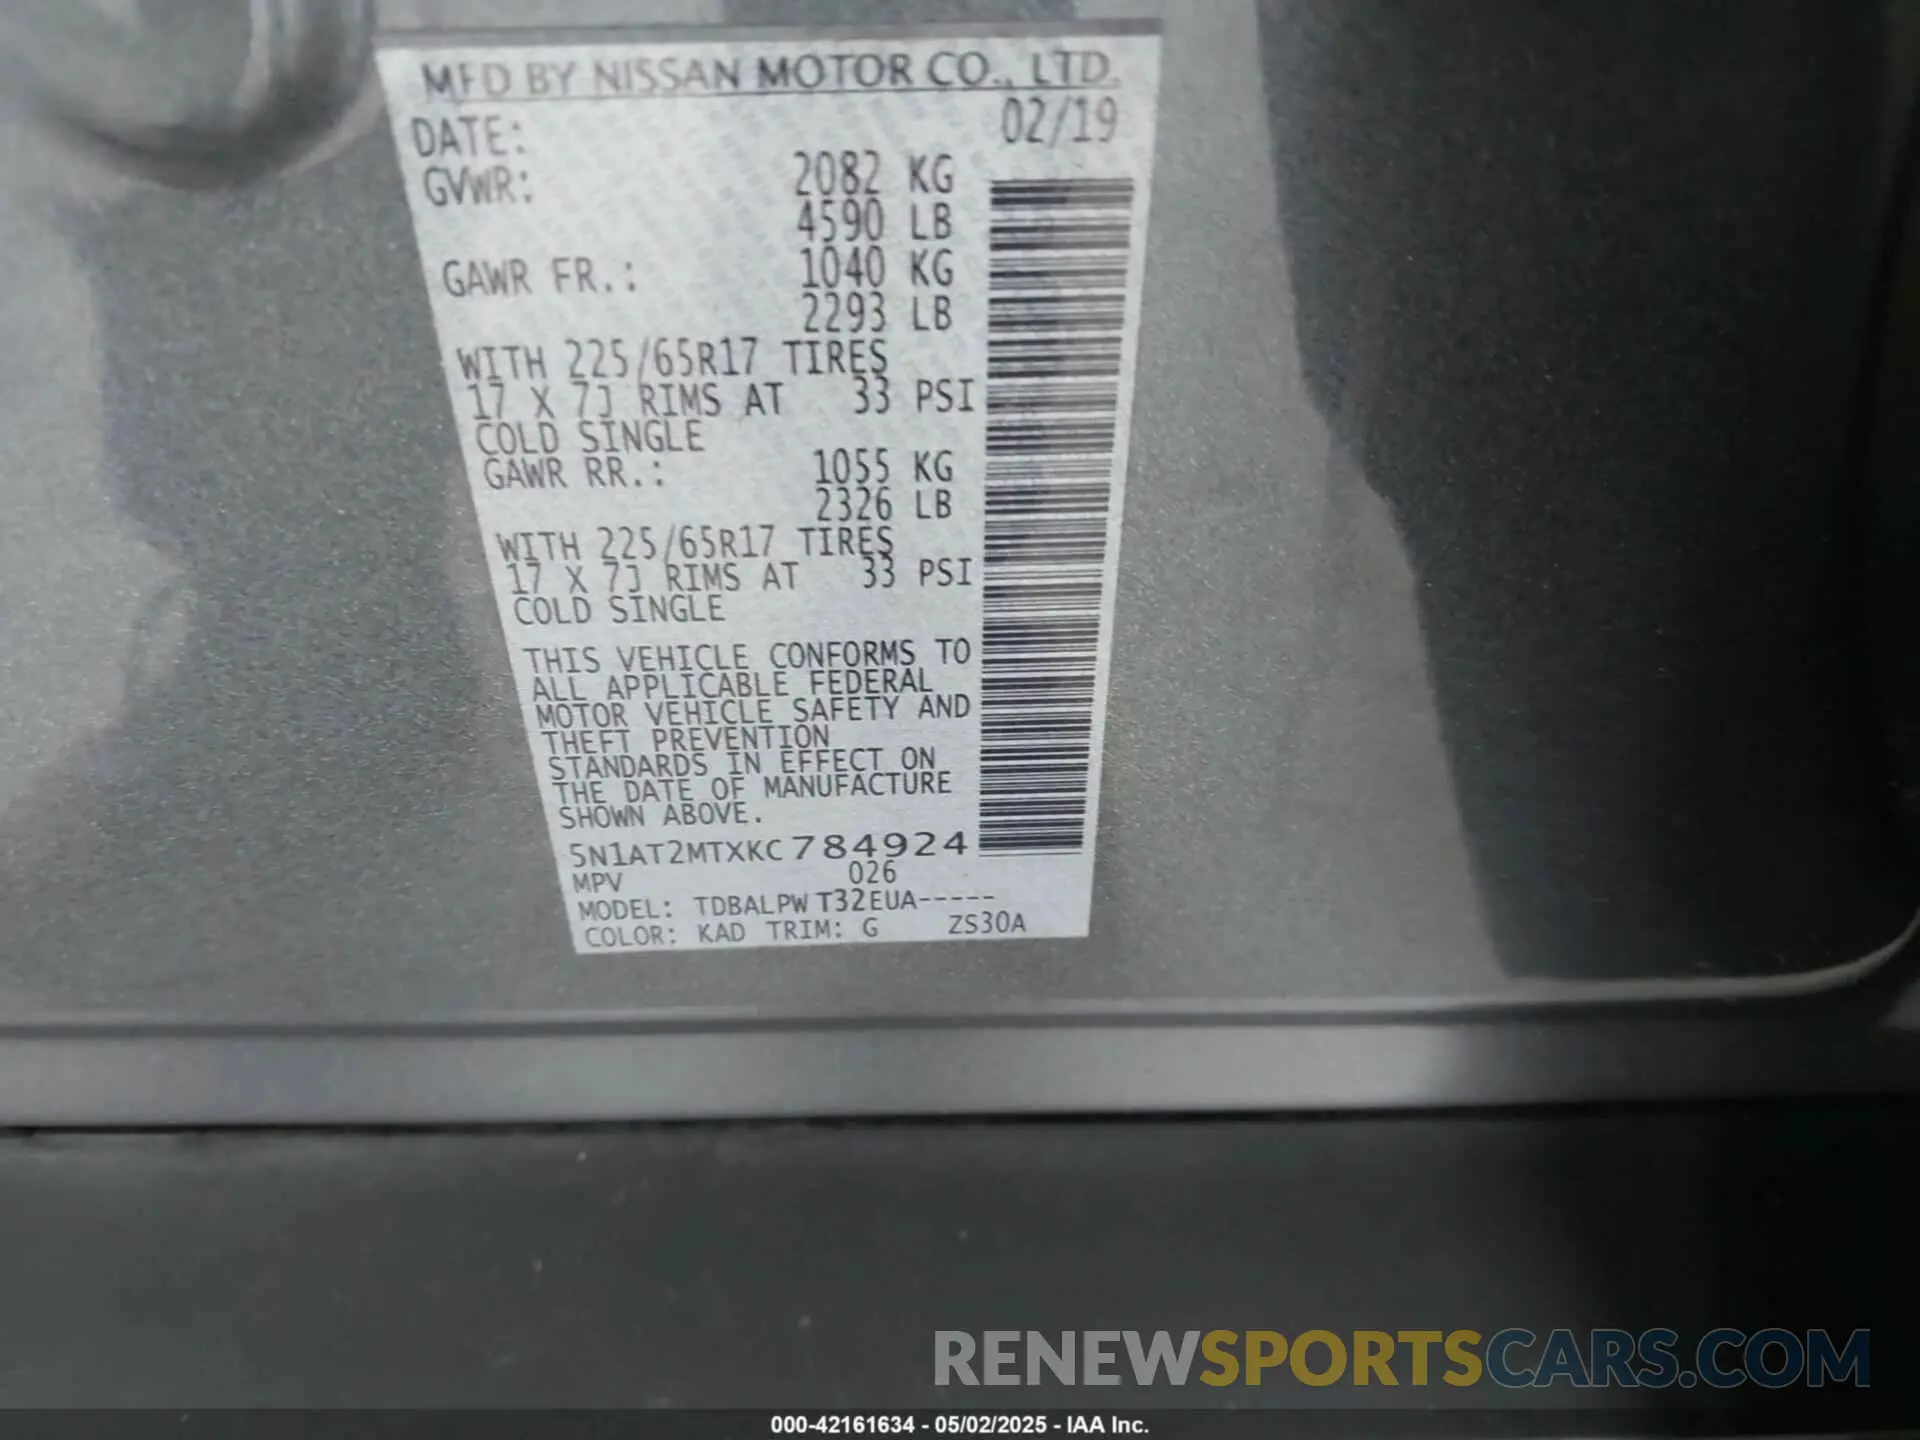 MFD BY NISSAN MOTOR CO., LTD.
DATE: 02/19
GVWR: 2082 KG
4590 LB
GAWR FR.: 1040 KG
2293 LB
WITH 225/65R17 TIRES
17 X 7J RIMS AT 33 PSI
COLD SINGLE
GAWR RR.: 1055 KG
2326 LB
WITH 225/65R17 TIRES
17 X 7J RIMS AT 33 PSI
COLD SINGLE
THIS VEHICLE CONFORMS TO
ALL APPLICABLE FEDERAL
MOTOR VEHICLE SAFETY AND
THEFT PREVENTION
STANDARDS IN EFFECT ON
THE DATE OF MANUFACTURE
SHOWN ABOVE.
5N1AT2MTXKC784924
MPV 026
MODEL: TDBALPW T32EUA-----
COLOR: KAD TRIM: G ZS30A
RENEWSPORTSCARS.COM
000-42161634 - 05/02/2025 - IAA Inc.